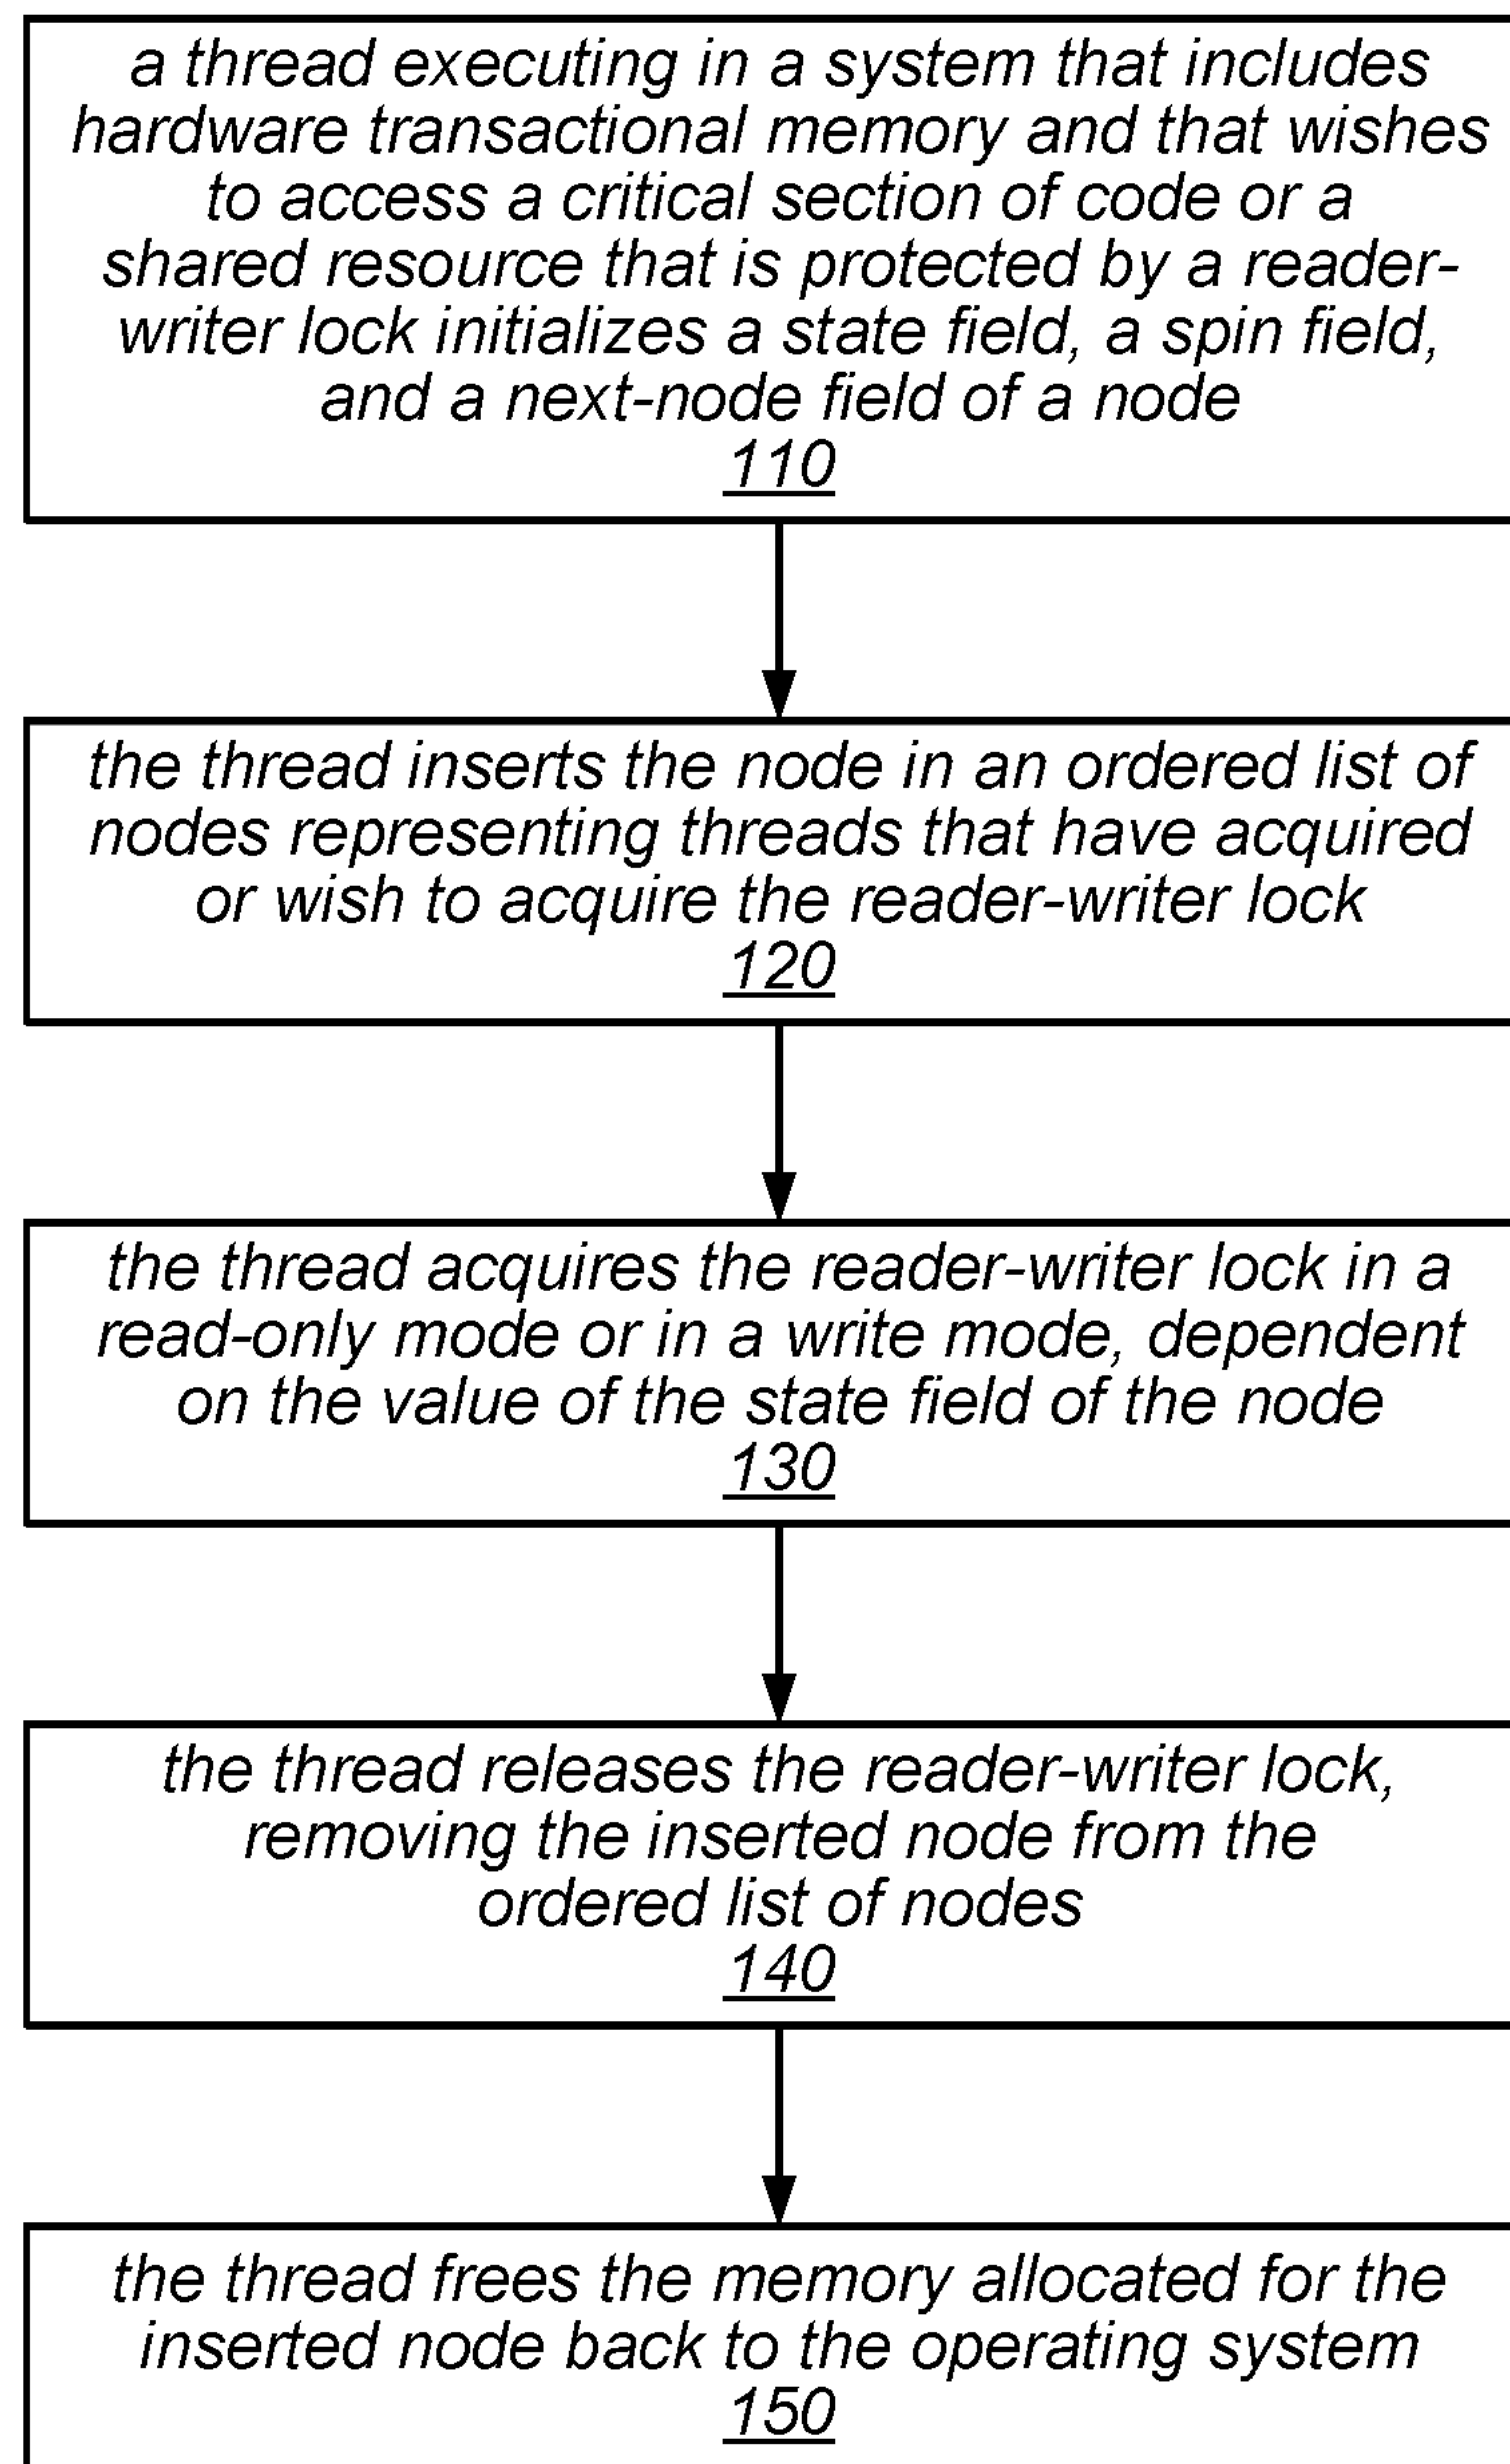 a thread executing in a system that includes
hardware transactional memory and that wishes
to access a critical section of code or a
shared resource that is protected by a reader-
writer lock initializes a state field, a spin field,
and a next-node field of a node
110
the thread inserts the node in an ordered list of
nodes representing threads that have acquired
or wish to acquire the reader-writer lock
120
the thread acquires the reader-writer lock in a
read-only mode or in a write mode, dependent
on the value of the state field of the node
130
the thread releases the reader-writer lock,
removing the inserted node from the
ordered list of nodes
140
the thread frees the memory allocated for the
inserted node back to the operating system
150